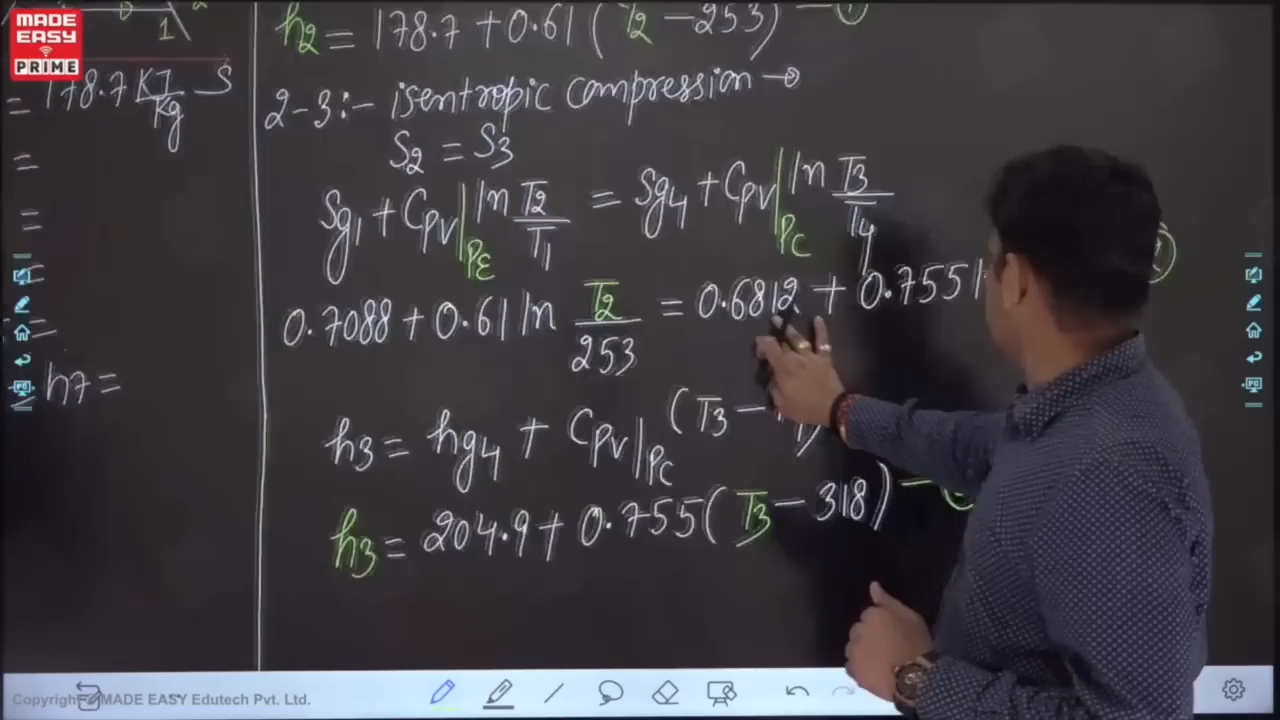 MADE
EASY
PRIME
1
= 178.7 KJ/Kg S
=
=
=
=
h7 =
h2 = 178.7 + 0.61 (T2 - 253) - ①
2-3:- isentropic compression →
S2 = S3
Sg1 + Cpv|PE ln T2/T1 = Sg4 + Cpv|PC ln T3/T4
0.7088 + 0.61 ln T2/253 = 0.6812 + 0.755 l
h3 = hg4 + Cpv|PC (T3 -
h3 = 204.9 + 0.755 (T3 - 318) -
Copyright MADE EASY Edutech Pvt. Ltd.